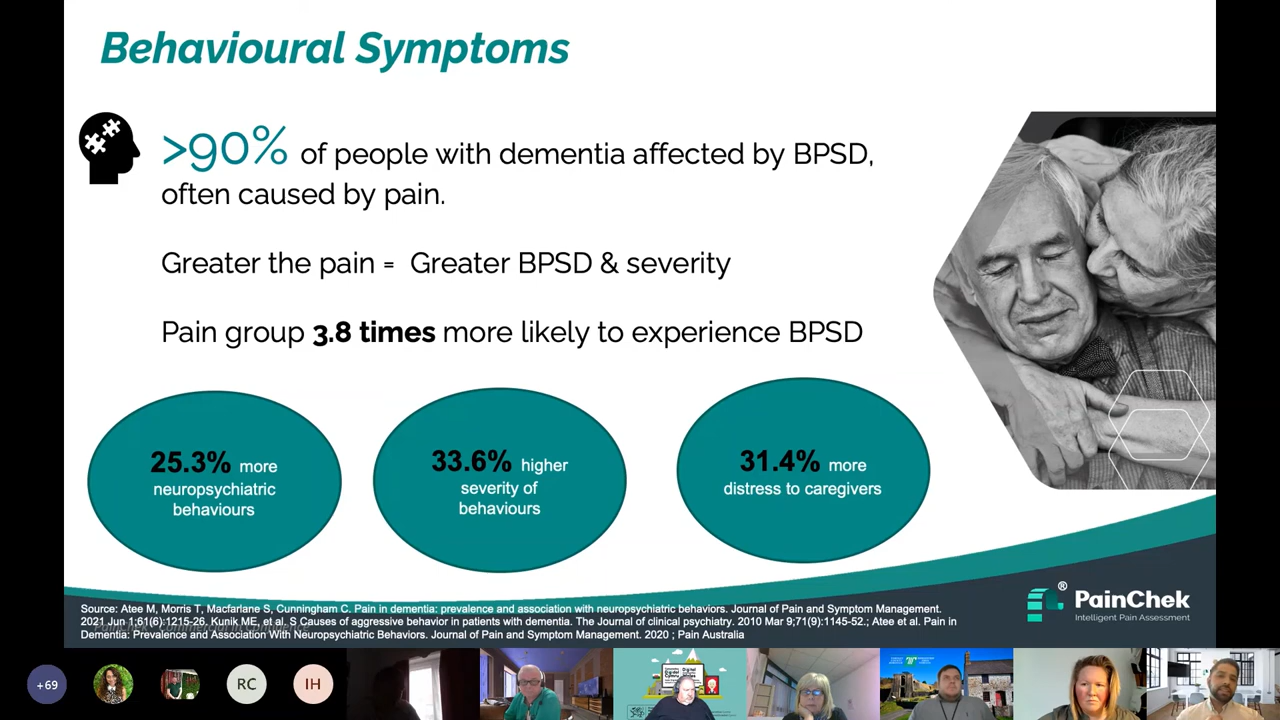 Behavioural Symptoms
>90% of people with dementia affected by BPSD,
often caused by pain.
Greater the pain = Greater BPSD & severity
Pain group 3.8 times more likely to experience BPSD
25.3% more
neuropsychiatric
behaviours
33.6% higher
severity of
behaviours
31.4% more
distress to caregivers
Source: Atee M, Morris T, Macfarlane S, Cunningham C. Pain in dementia: prevalence and association with neuropsychiatric behaviors. Journal of Pain and Symptom Management.
2021 Jun 1;61(6):1215-26. Kunik ME, et al. S Causes of aggressive behavior in patients with dementia. The Journal of clinical psychiatry. 2010 Mar 9;71(9):1145-52.; Atee et al. Pain in
Dementia: Prevalence and Association With Neuropsychiatric Behaviors. Journal of Pain and Symptom Management. 2020 ; Pain Australia
PainChek ®
Intelligent Pain Assessment
+69
RC
IH